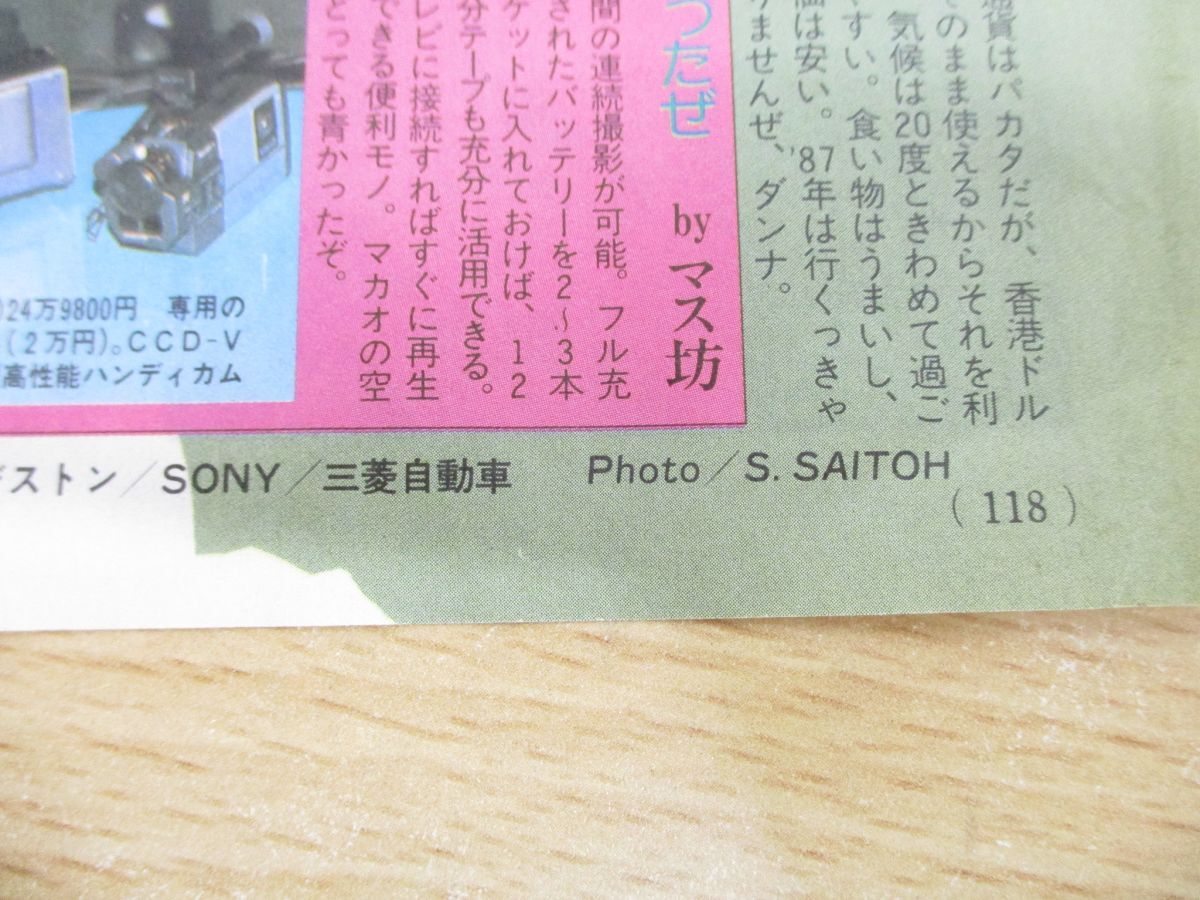 通貨はパカタだが、香港ドル
のまま使えるからそれを利
気候は20度ときわめて過ご
すい。食い物はうまいし、
価は安い。'87年は行くっきゃ
りませんぜ、ダンナ。
ったぜ
by マス坊
間の連続撮影が可能。フル充
されたバッテリーを2〜3本
ケットに入れておけば、12
分テープも充分に活用できる。
レビに接続すればすぐに再生
できる便利モノ。マカオの空
とっても青かったぞ。
24万9800円 専用の
(2万円)。CCD-V
高性能ハンディカム
ストン/SONY/三菱自動車 Photo/S. SAITOH
(118)